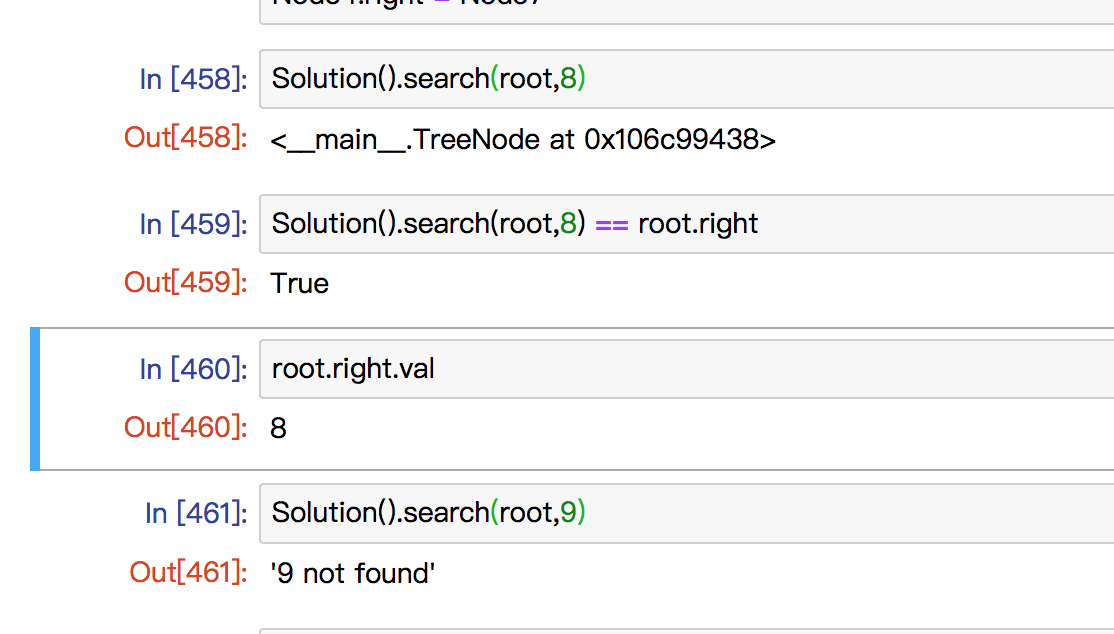 In [458]: Solution().search(root,8)
Out[458]: <__main__.TreeNode at 0x106c99438>
In [459]: Solution().search(root,8) == root.right
Out[459]: True
In [460]: root.right.val
Out[460]: 8
In [461]: Solution().search(root,9)
Out[461]: '9 not found'